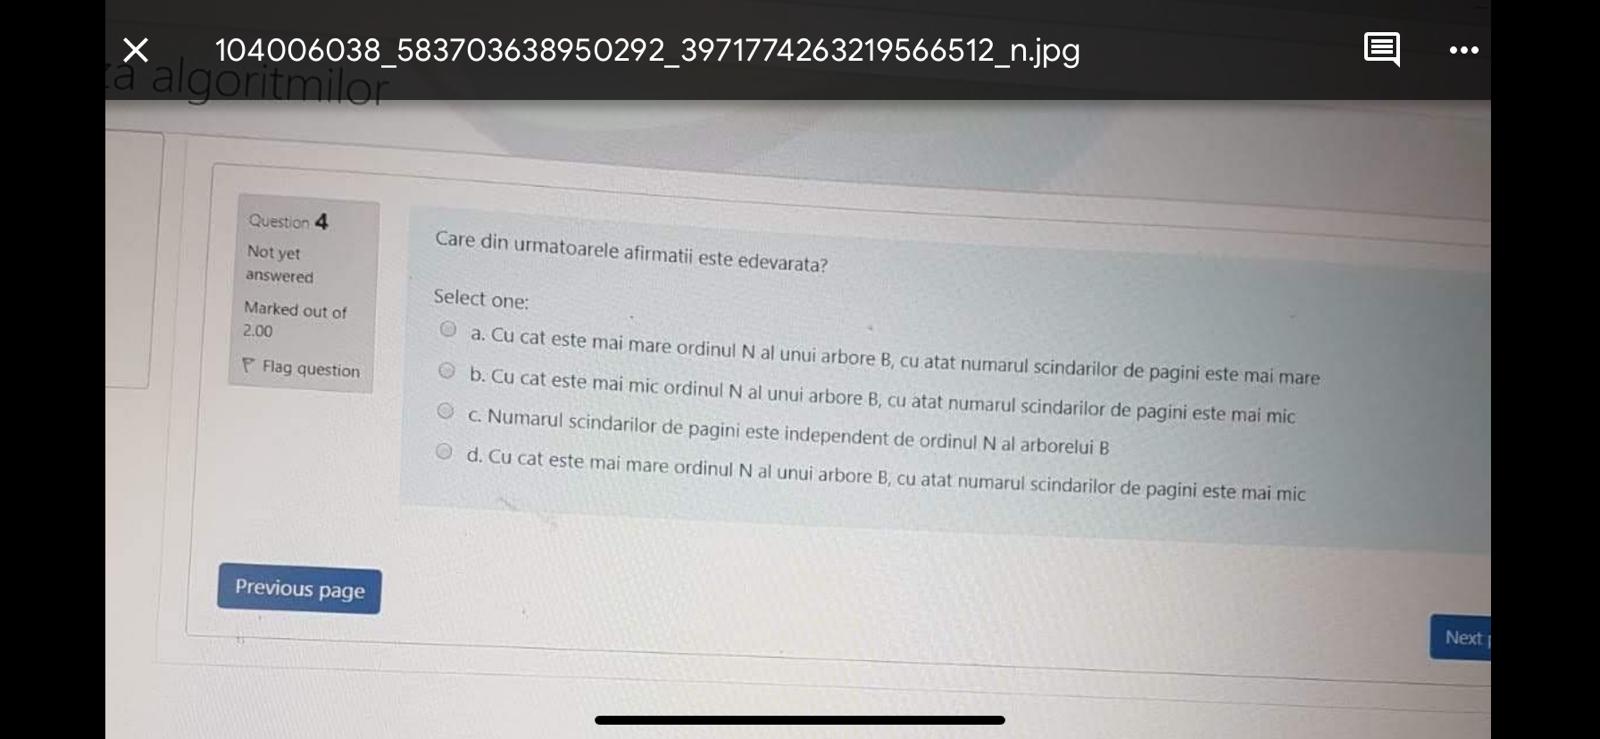 104006038_583703638950292_3971774263219566512_n.jpg
za algoritmilor
Question 4
Not yet
answered
Marked out of
2.00
Flag question
Care din urmatoarele afirmatii este edevarata?
Select one:
a. Cu cat este mai mare ordinul N al unui arbore B, cu atat numarul scindarilor de pagini este mai mare
b. Cu cat este mai mic ordinul N al unui arbore B, cu atat numarul scindarilor de pagini este mai mic
c. Numarul scindarilor de pagini este independent de ordinul N al arborelui B
d. Cu cat este mai mare ordinul N al unui arbore B, cu atat numarul scindarilor de pagini este mai mic
Previous page
Next p